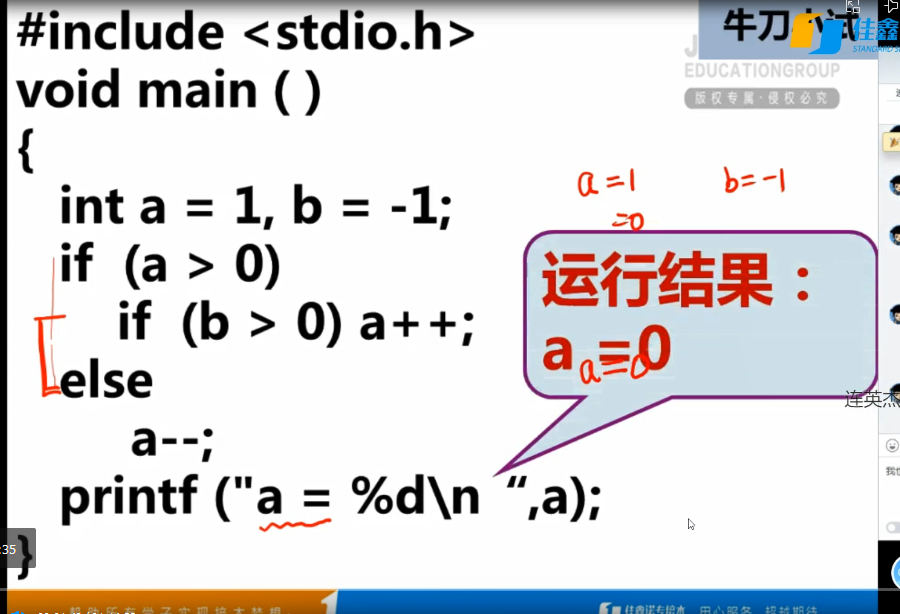 #include <stdio.h>
牛刀小试
佳鑫
EDUCATIONGROUP
版权专属·侵权必究
void main ( )
{
int a = 1, b = -1;
a=1
b=-1
=0
if (a > 0)
if (b > 0) a++;
else
a--;
运行结果：
a =0
a=0
连英杰
printf ("a = %d\n “,a);
:35
}